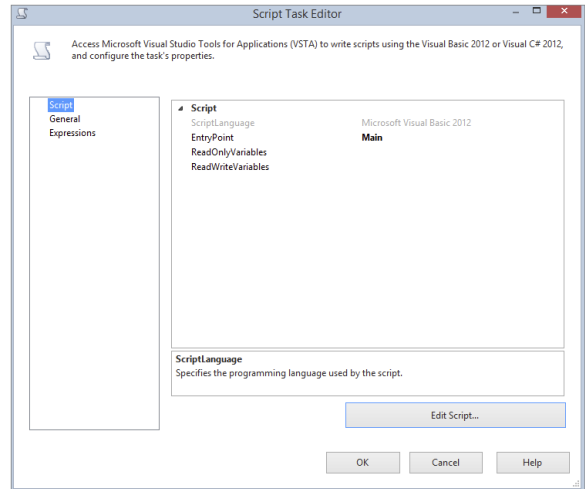 Script Task Editor
Access Microsoft Visual Studio Tools for Applications (VSTA) to write scripts using the Visual Basic 2012 or Visual C# 2012,
and configure the task's properties.
Script
General
Expressions
Script
ScriptLanguage Microsoft Visual Basic 2012
EntryPoint Main
ReadOnlyVariables
ReadWriteVariables
ScriptLanguage
Specifies the programming language used by the script.
Edit Script...
OK Cancel Help